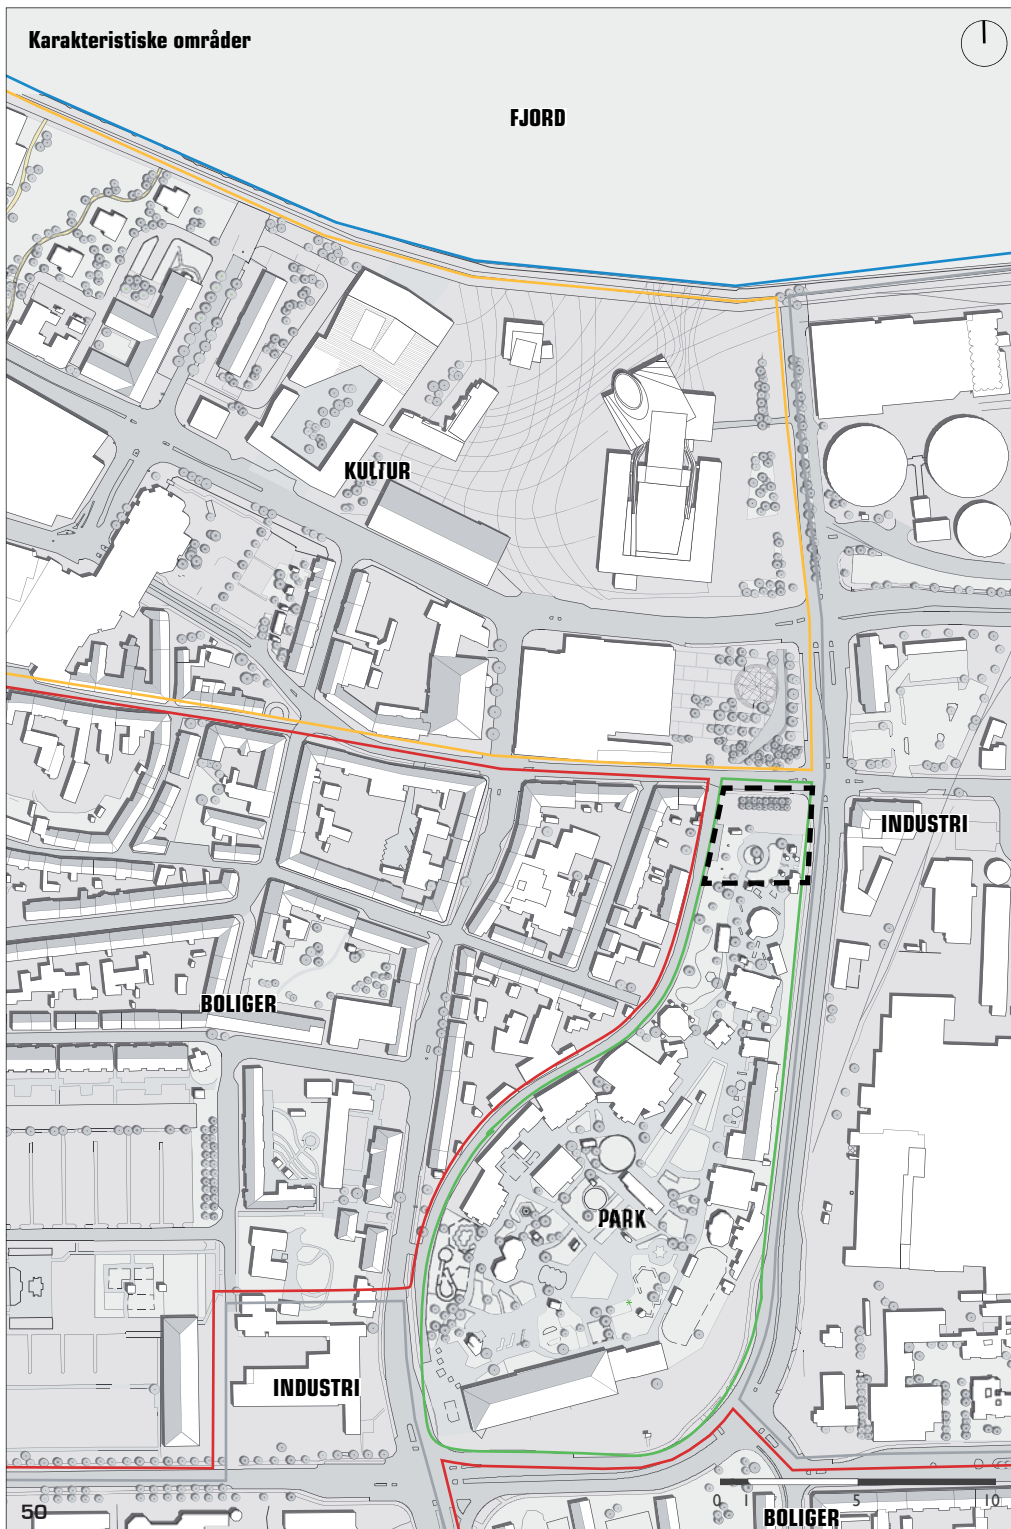 Karakteristiske områder
FJORD
KULTUR
INDUSTRI
BOLIGER
PARK
INDUSTRI
0 1 5 10
50
BOLIGER